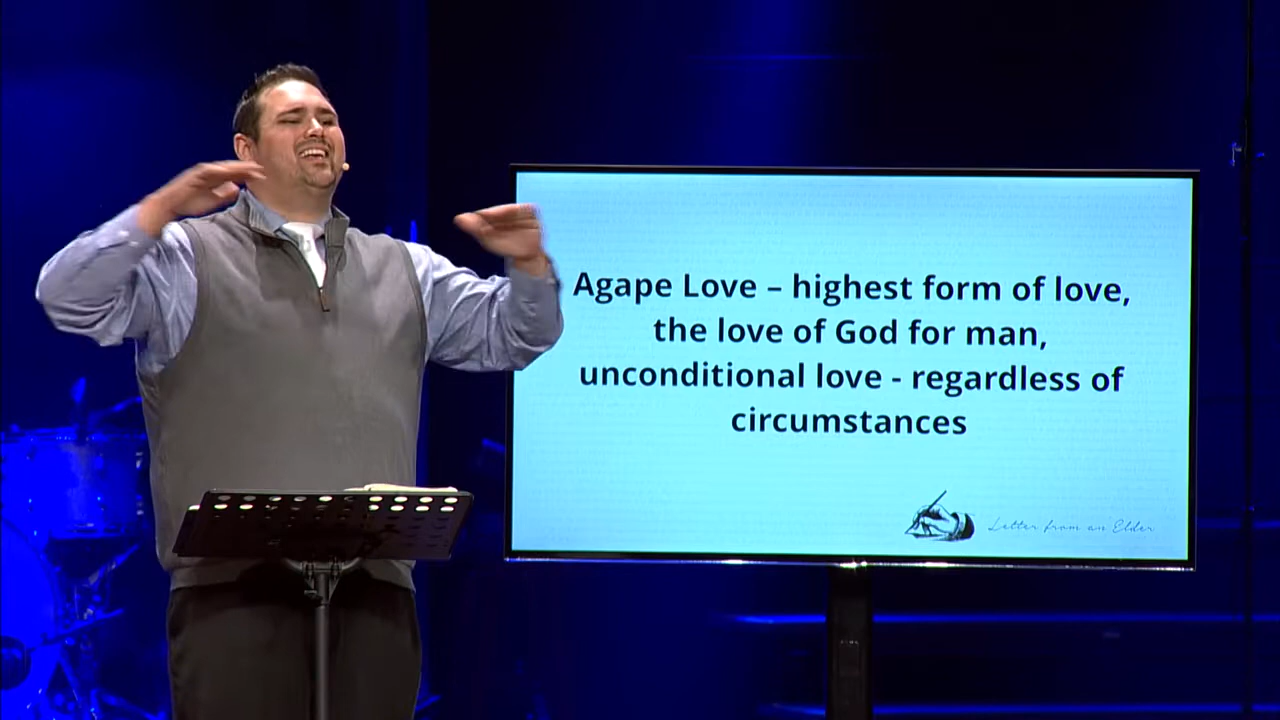 Agape Love – highest form of love,
the love of God for man,
unconditional love - regardless of
circumstances
Letter from an Elder